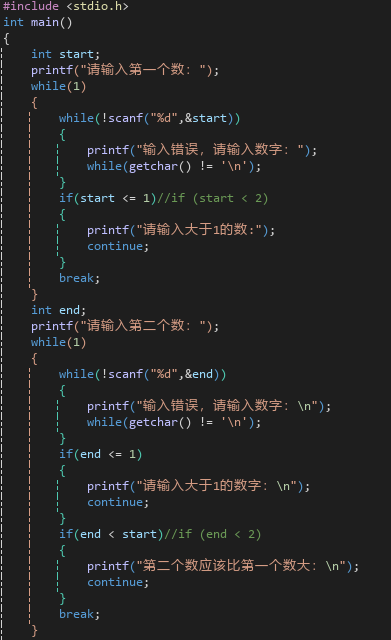 #include <stdio.h>
int main()
{
    int start;
    printf("请输入第一个数: ");
    while(1)
    {
        while(!scanf("%d",&start))
        {
            printf("输入错误, 请输入数字: ");
            while(getchar() != '\n');
        }
        if(start <= 1)//if (start < 2)
        {
            printf("请输入大于1的数:");
            continue;
        }
        break;
    }
    int end;
    printf("请输入第二个数: ");
    while(1)
    {
        while(!scanf("%d",&end))
        {
            printf("输入错误, 请输入数字: \n");
            while(getchar() != '\n');
        }
        if(end <= 1)
        {
            printf("请输入大于1的数字: \n");
            continue;
        }
        if(end < start)//if (end < 2)
        {
            printf("第二个数应该比第一个数大: \n");
            continue;
        }
        break;
    }